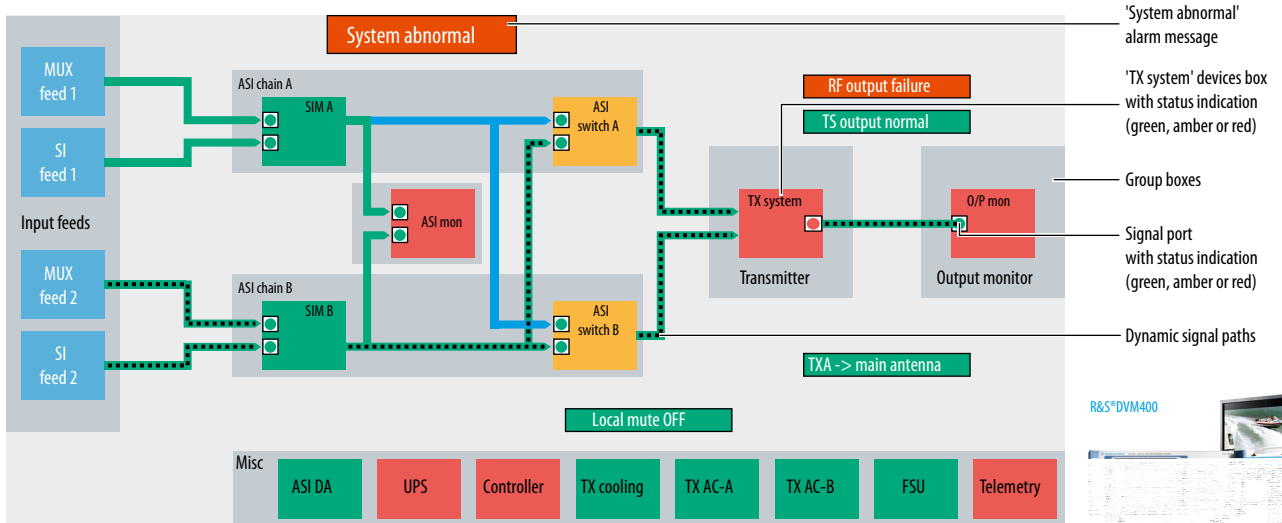 System abnormal
'System abnormal'
alarm message
MUX
feed 1
SI
feed 1
Input feeds
MUX
feed 2
SI
feed 2
ASI chain A
SIM A
ASI
switch A
ASI mon
ASI chain B
SIM B
ASI
switch B
RF output failure
TS output normal
'TX system' devices box
with status indication
(green, amber or red)
Group boxes
TX system
Transmitter
O/P mon
Output monitor
Signal port
with status indication
(green, amber or red)
Dynamic signal paths
TXA -> main antenna
Local mute OFF
R&S®DVM400
Misc
ASI DA
UPS
Controller
TX cooling
TX AC-A
TX AC-B
FSU
Telemetry